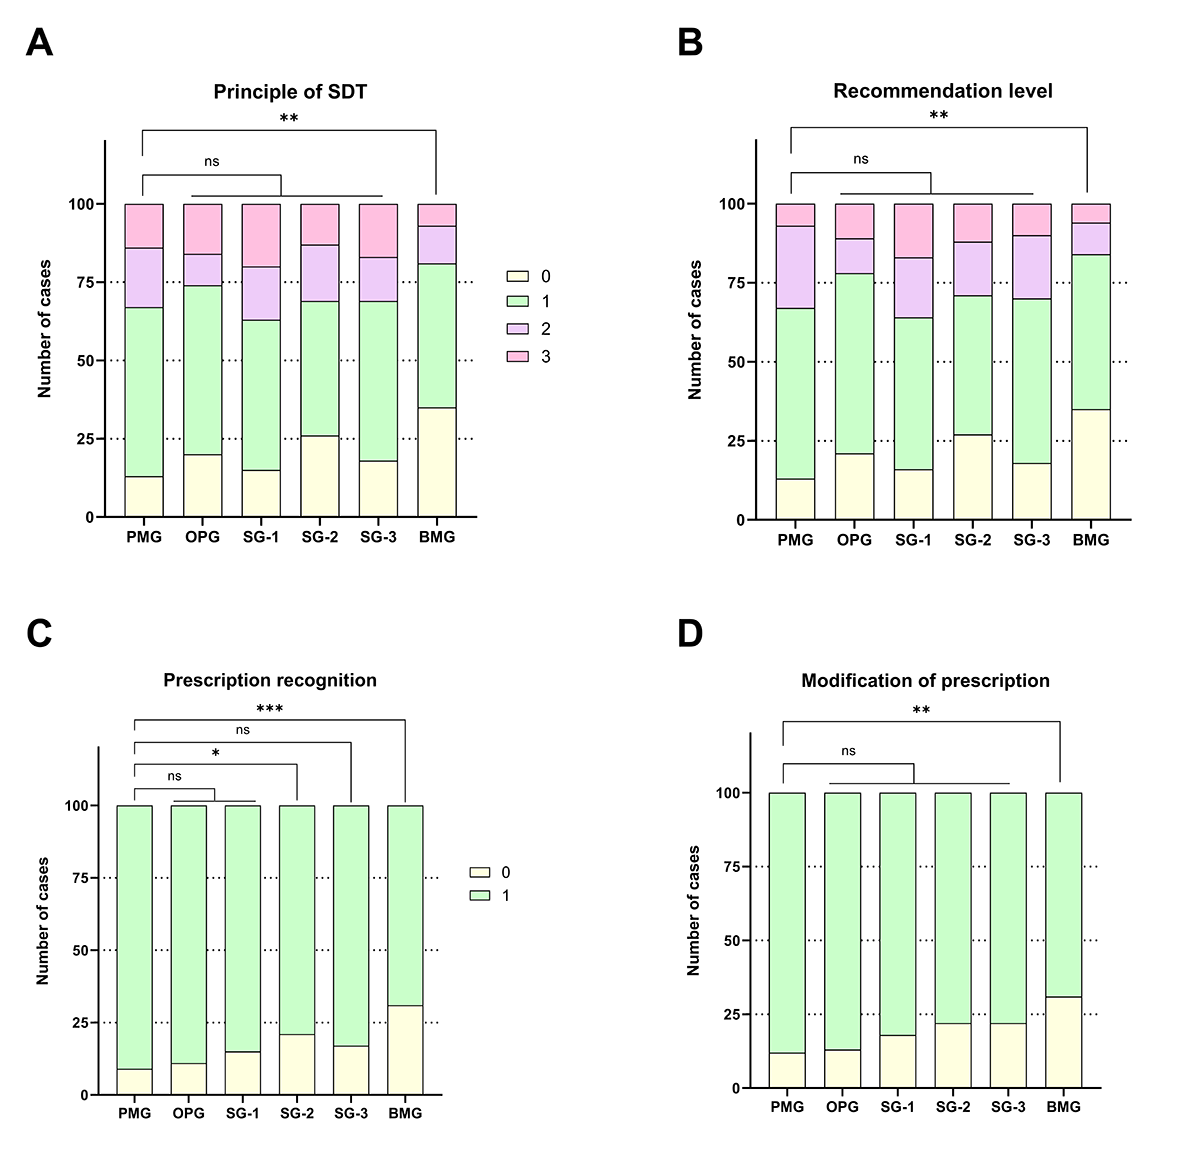 A
Principle of SDT
**
ns
100
75
50
25
0
Number of cases
PMG OPG SG-1 SG-2 SG-3 BMG
0
1
2
3
B
Recommendation level
**
ns
100
75
50
25
0
Number of cases
PMG OPG SG-1 SG-2 SG-3 BMG
C
Prescription recognition
***
ns
*
ns
100
75
50
25
0
Number of cases
PMG OPG SG-1 SG-2 SG-3 BMG
0
1
D
Modification of prescription
**
ns
100
75
50
25
0
Number of cases
PMG OPG SG-1 SG-2 SG-3 BMG